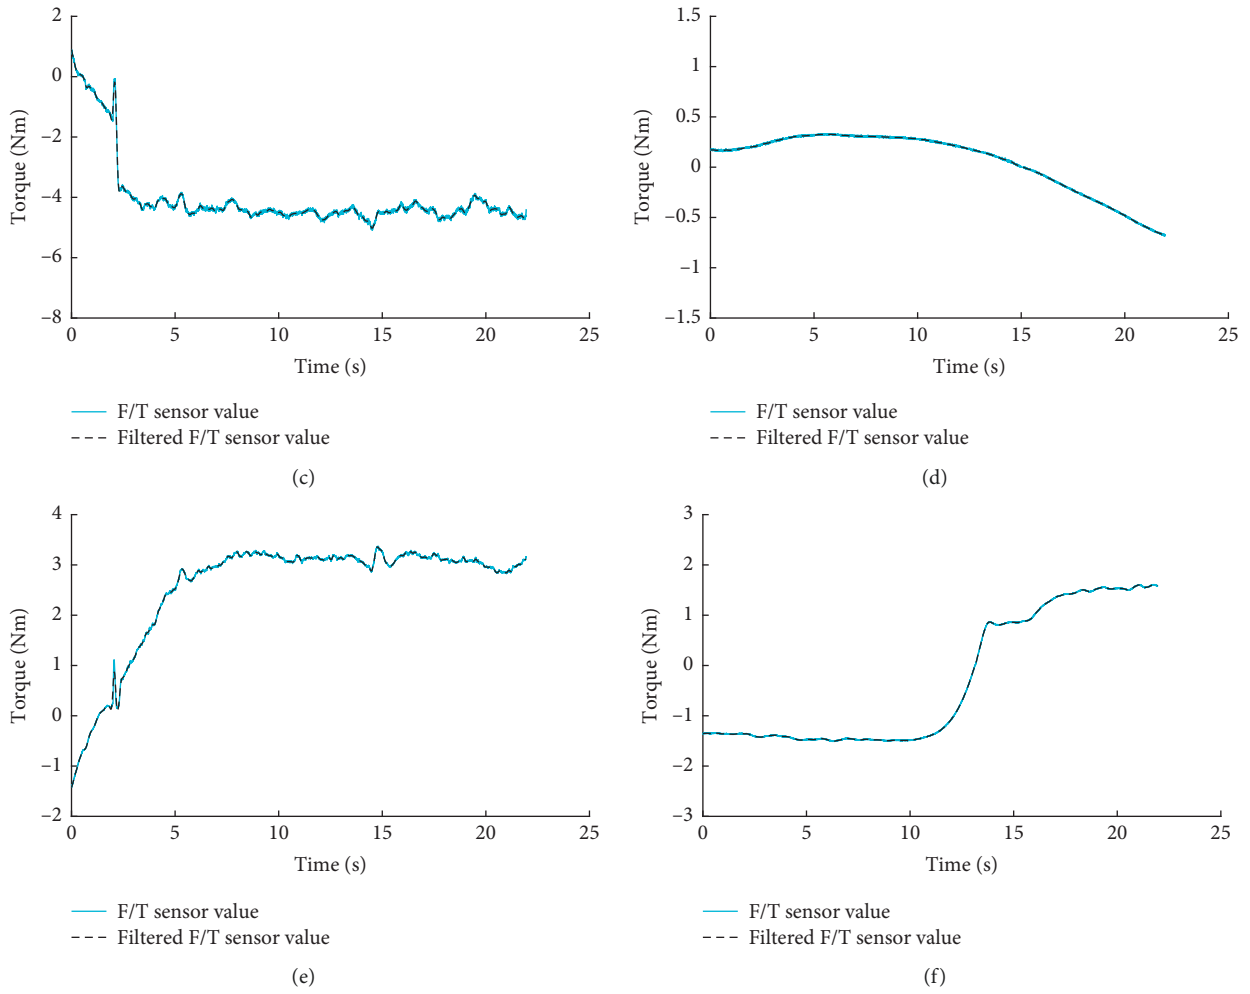 2
0
−2
−4
−6
−8
Torque (Nm)
0 5 10 15 20 25
Time (s)
F/T sensor value
Filtered F/T sensor value
(c)
1.5
1
0.5
0
−0.5
−1
−1.5
Torque (Nm)
0 5 10 15 20 25
Time (s)
F/T sensor value
Filtered F/T sensor value
(d)
4
3
2
1
0
−1
−2
Torque (Nm)
0 5 10 15 20 25
Time (s)
F/T sensor value
Filtered F/T sensor value
(e)
3
2
1
0
−1
−2
−3
Torque (Nm)
0 5 10 15 20 25
Time (s)
F/T sensor value
Filtered F/T sensor value
(f)